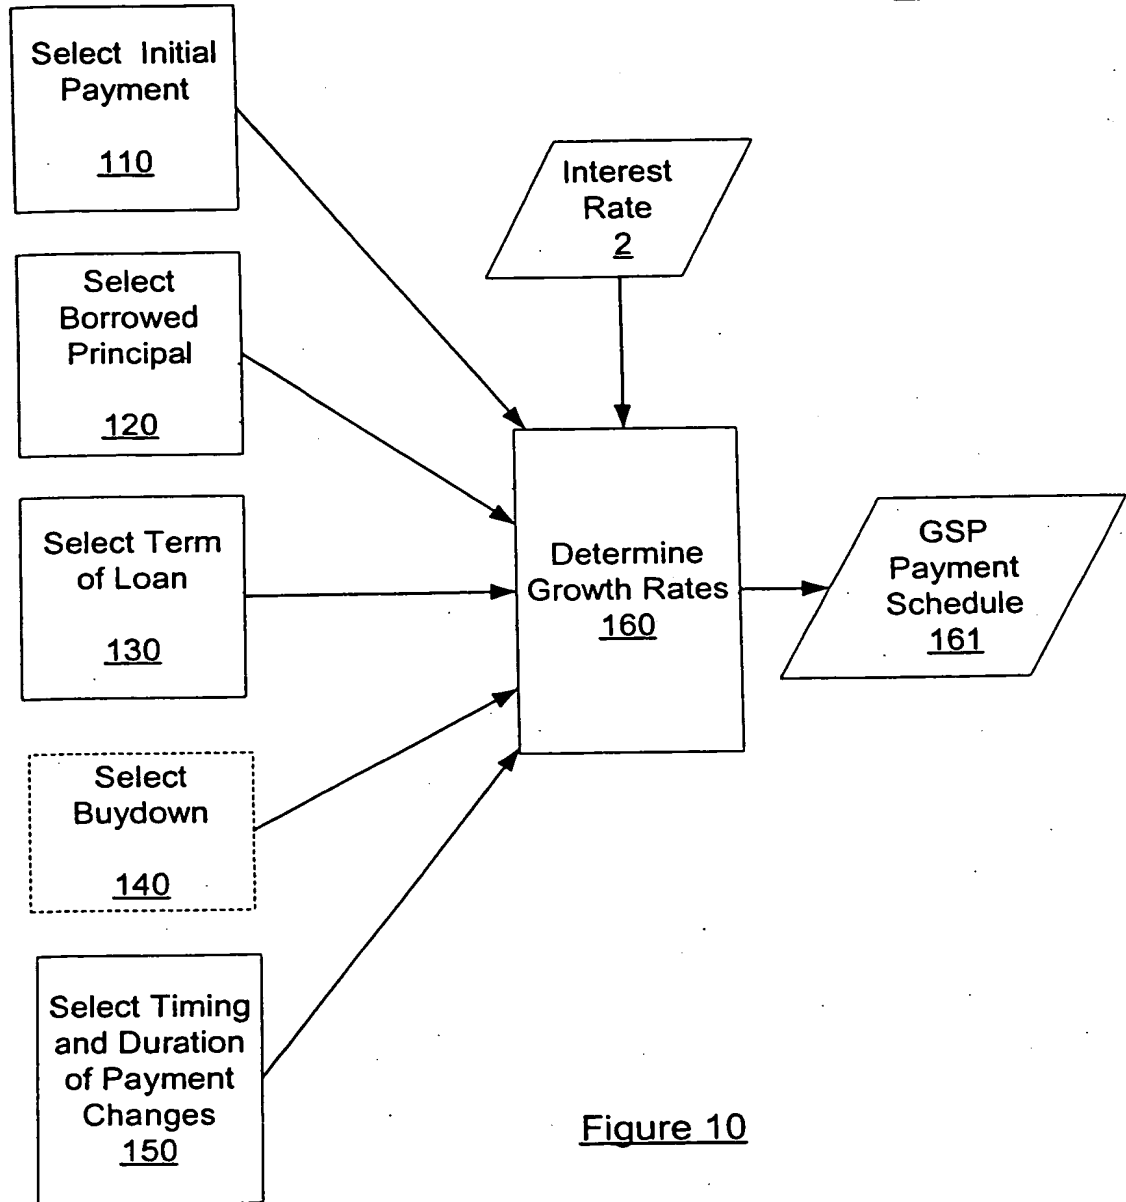 Select Initial
Payment
110
Interest
Rate
2
Select
Borrowed
Principal
120
Select Term
of Loan
130
Determine
Growth Rates
160
GSP
Payment
Schedule
161
Select
Buydown
140
Select Timing
and Duration
of Payment
Changes
150
Figure 10